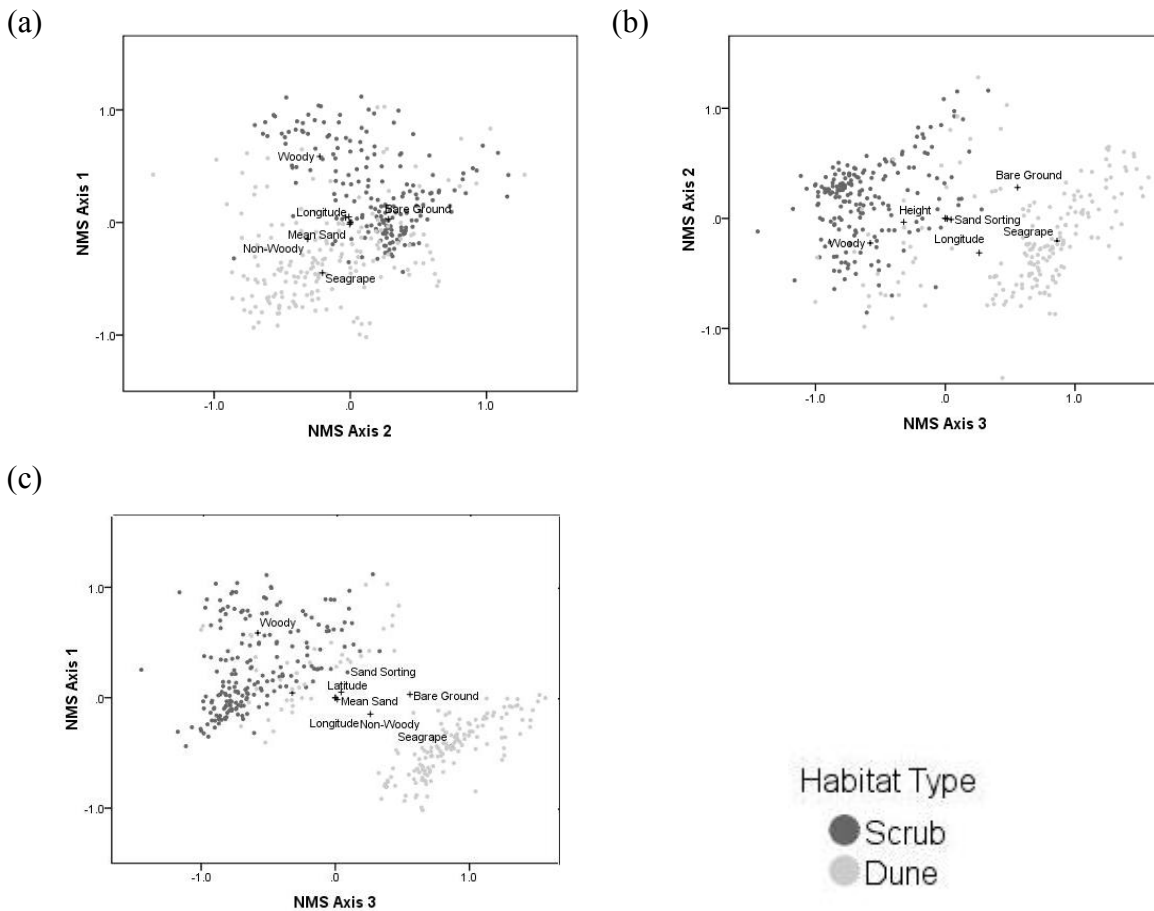 (a)
NMS Axis 1
1.0
.0
-1.0
Woody
Longitude
Bare Ground
Mean Sand
Non-Woody
Seagrape
-1.0 .0 1.0
NMS Axis 2
(b)
NMS Axis 2
1.0
.0
-1.0
Bare Ground
Height
Sand Sorting
Woody
Longitude
Seagrape
-1.0 .0 1.0
NMS Axis 3
(c)
NMS Axis 1
1.0
.0
-1.0
Woody
Sand Sorting
Latitude
Mean Sand
Bare Ground
Longitude
Non-Woody
Seagrape
-1.0 .0 1.0
NMS Axis 3
Habitat Type
Scrub
Dune